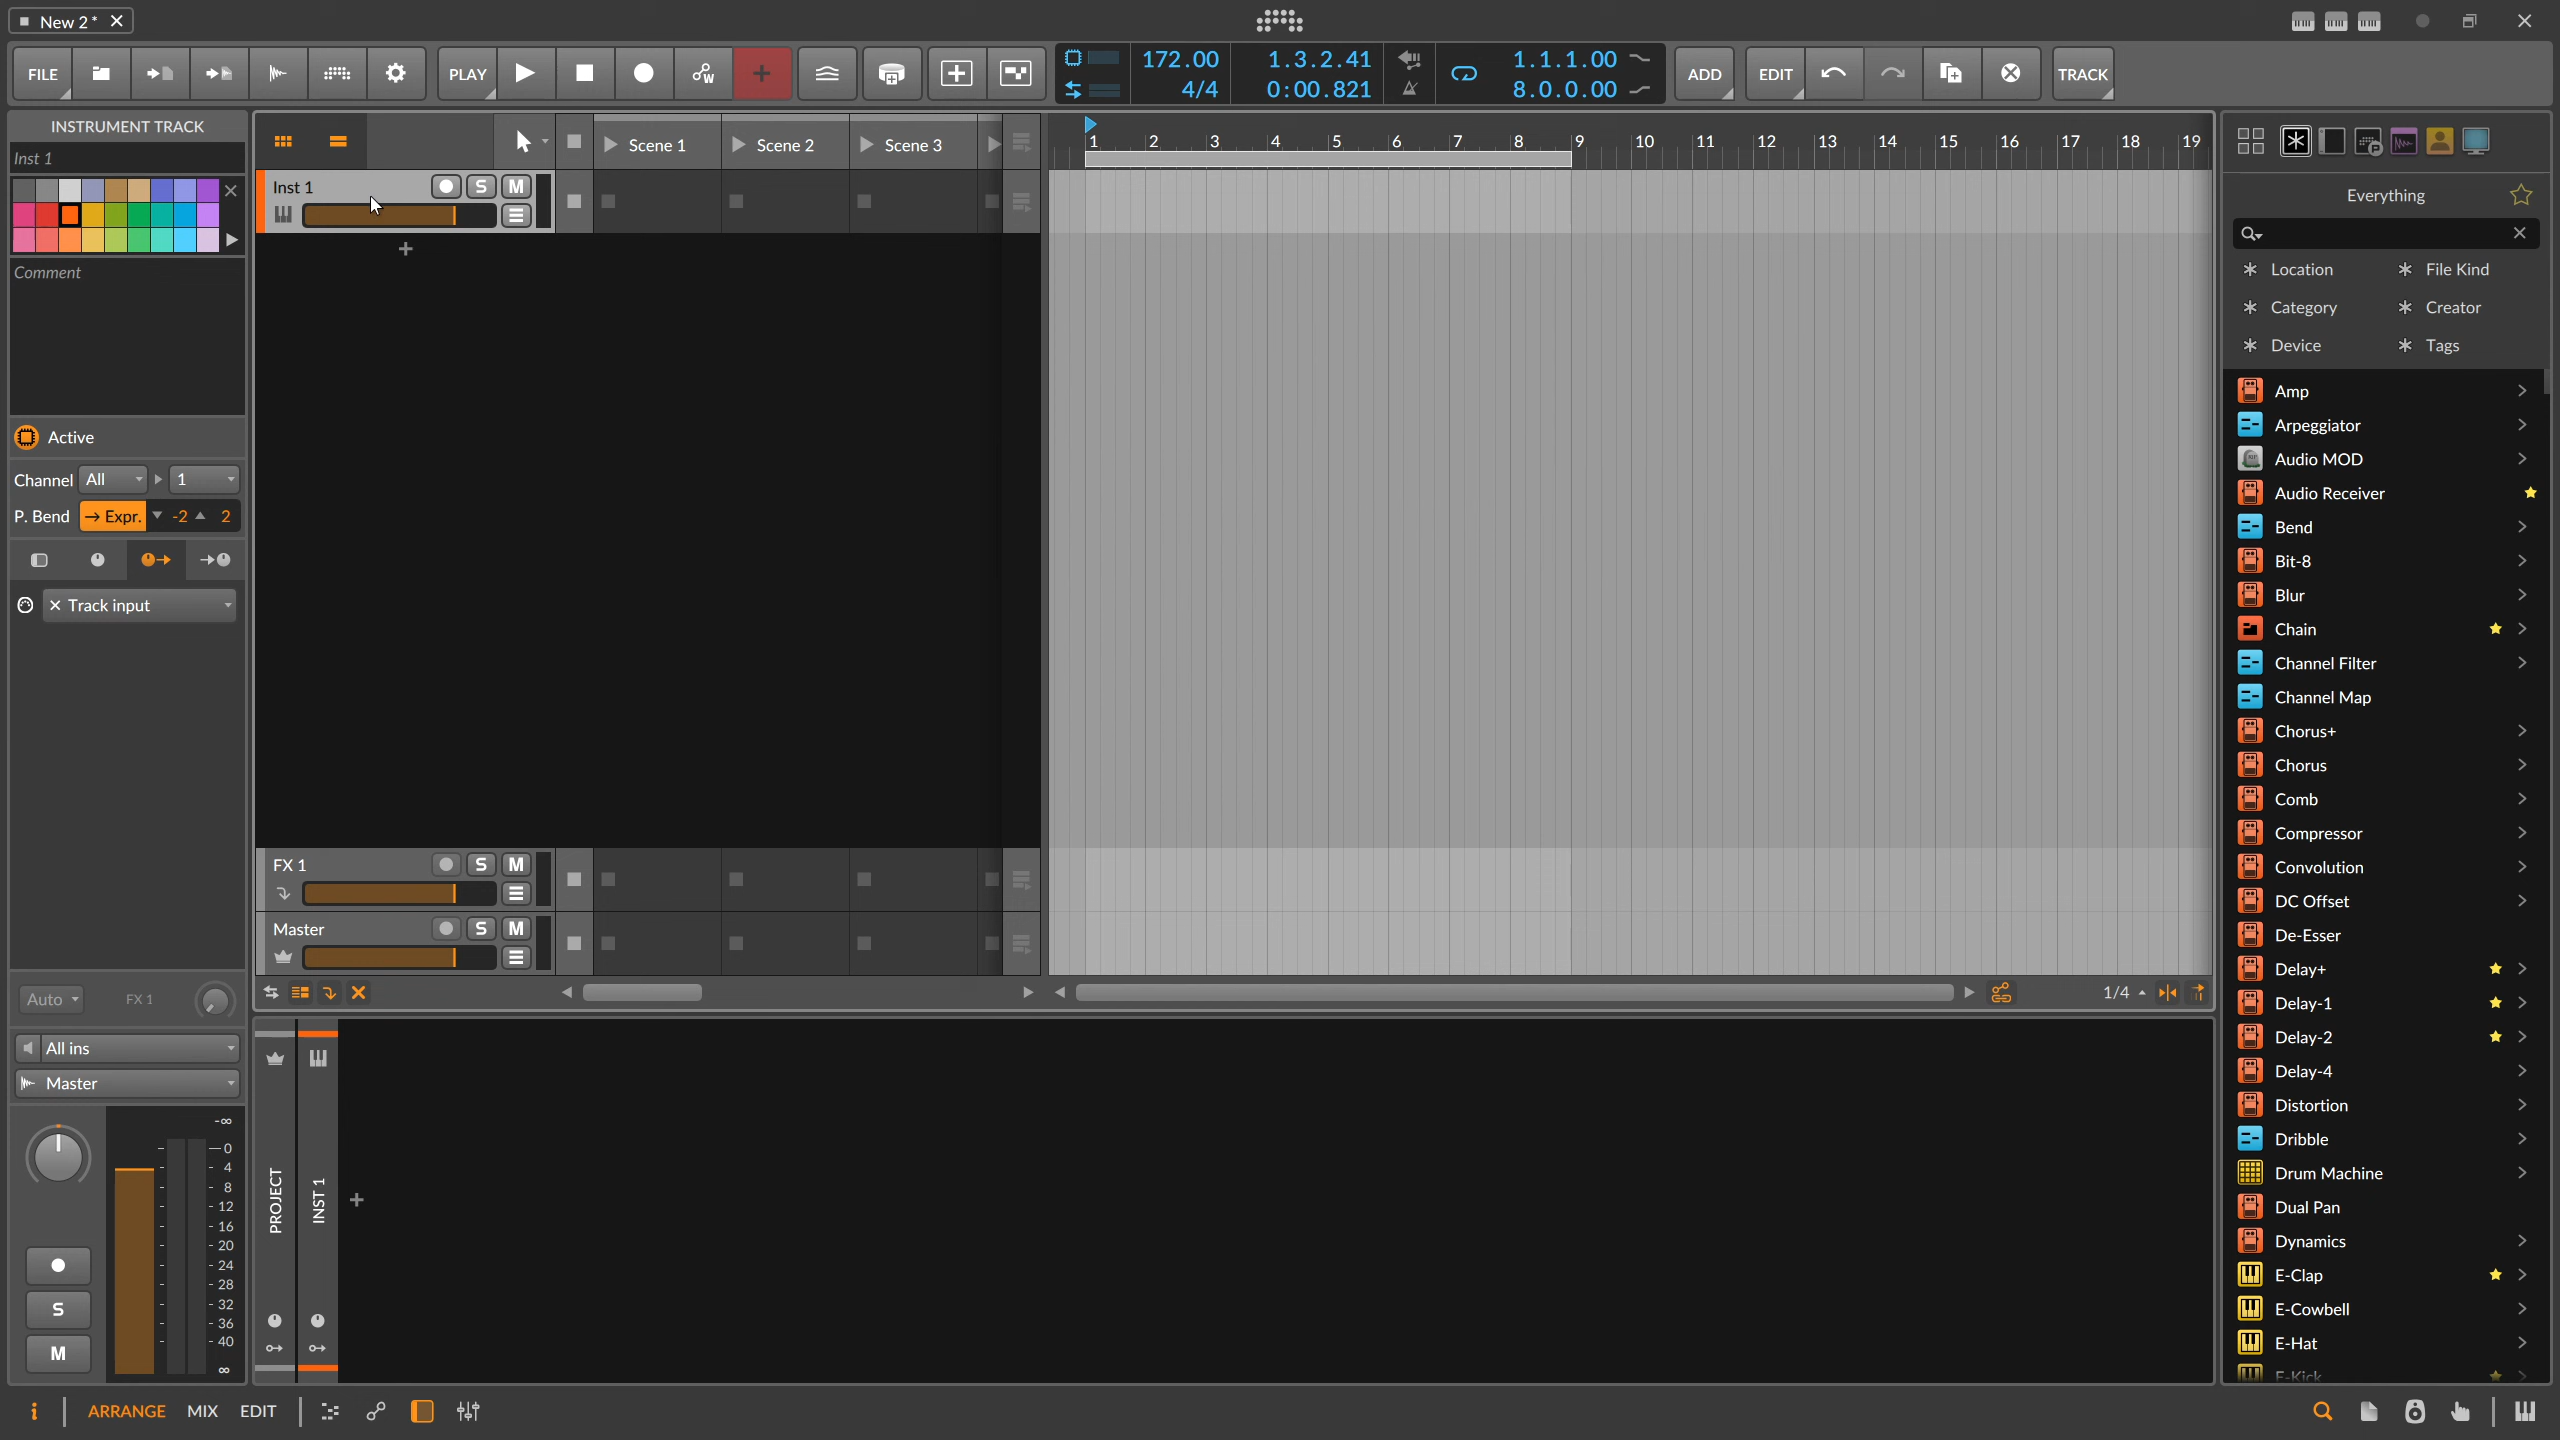 New 2*
FILE PLAY 172.00 1.3.2.41 1.1.1.00 ADD EDIT TRACK
4/4 0:00.821 8.0.0.00
INSTRUMENT TRACK
Inst 1
Comment
Active
Channel All 1
P. Bend → Expr. -2 2
Track input
Auto FX 1
All ins
Master
-∞
0
4
8
12
16
20
24
28
32
36
40
∞
S
M
Scene 1 Scene 2 Scene 3
Inst 1 S M
FX 1 S M
Master S M
1 2 3 4 5 6 7 8 9 10 11 12 13 14 15 16 17 18 19
1/4
PROJECT
INST 1
Everything
Location File Kind
Category Creator
Device Tags
Amp
Arpeggiator
Audio MOD
Audio Receiver
Bend
Bit-8
Blur
Chain
Channel Filter
Channel Map
Chorus+
Chorus
Comb
Compressor
Convolution
DC Offset
De-Esser
Delay+
Delay-1
Delay-2
Delay-4
Distortion
Dribble
Drum Machine
Dual Pan
Dynamics
E-Clap
E-Cowbell
E-Hat
E-Kick
i ARRANGE MIX EDIT